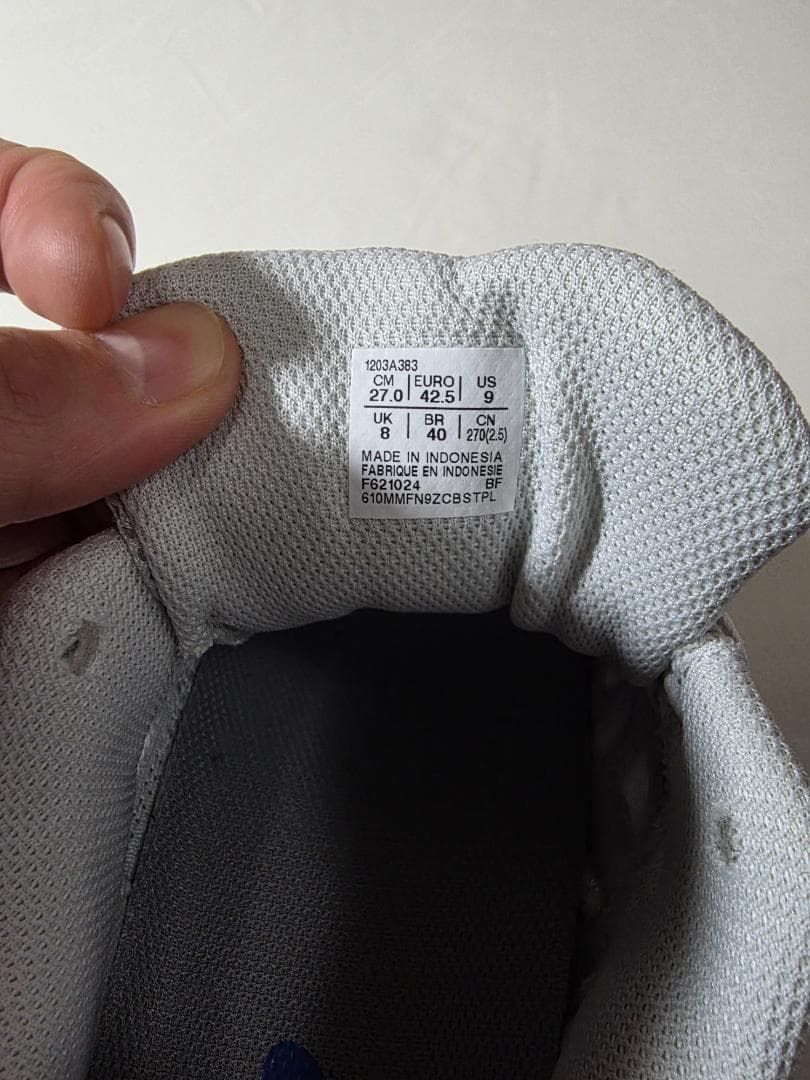 1203A383
CM EURO US
27.0 42.5 9
UK BR CN
8 40 270(2.5)
MADE IN INDONESIA
FABRIQUE EN INDONESIE
F621024 BF
610MMFN9ZCBSTPL